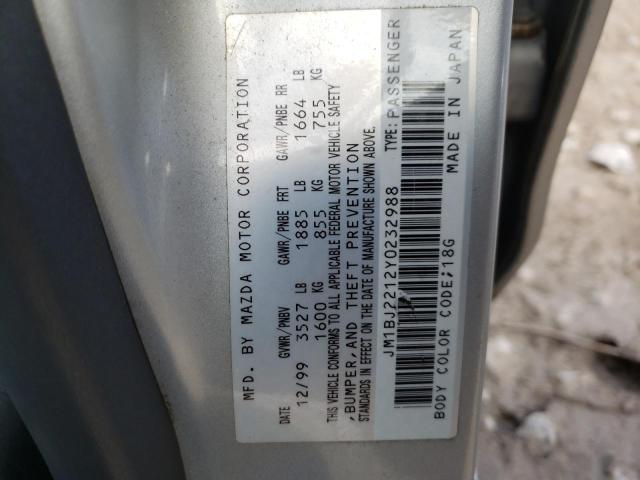 MFD. BY MAZDA MOTOR CORPORATION
DATE GVWR/PNBV GAWR/PNBE FRT GAWR/PNBE RR
12/99 3527 LB 1885 LB 1664 LB
1600 KG 855 KG 755 KG
THIS VEHICLE CONFORMS TO ALL APPLICABLE FEDERAL MOTOR VEHICLE SAFETY
,BUMPER,AND THEFT PREVENTION
STANDARDS IN EFFECT ON THE DATE OF MANUFACTURE SHOWN ABOVE.
JM1BJ2212Y0232988 TYPE:PASSENGER
BODY COLOR CODE;18G MADE IN JAPAN